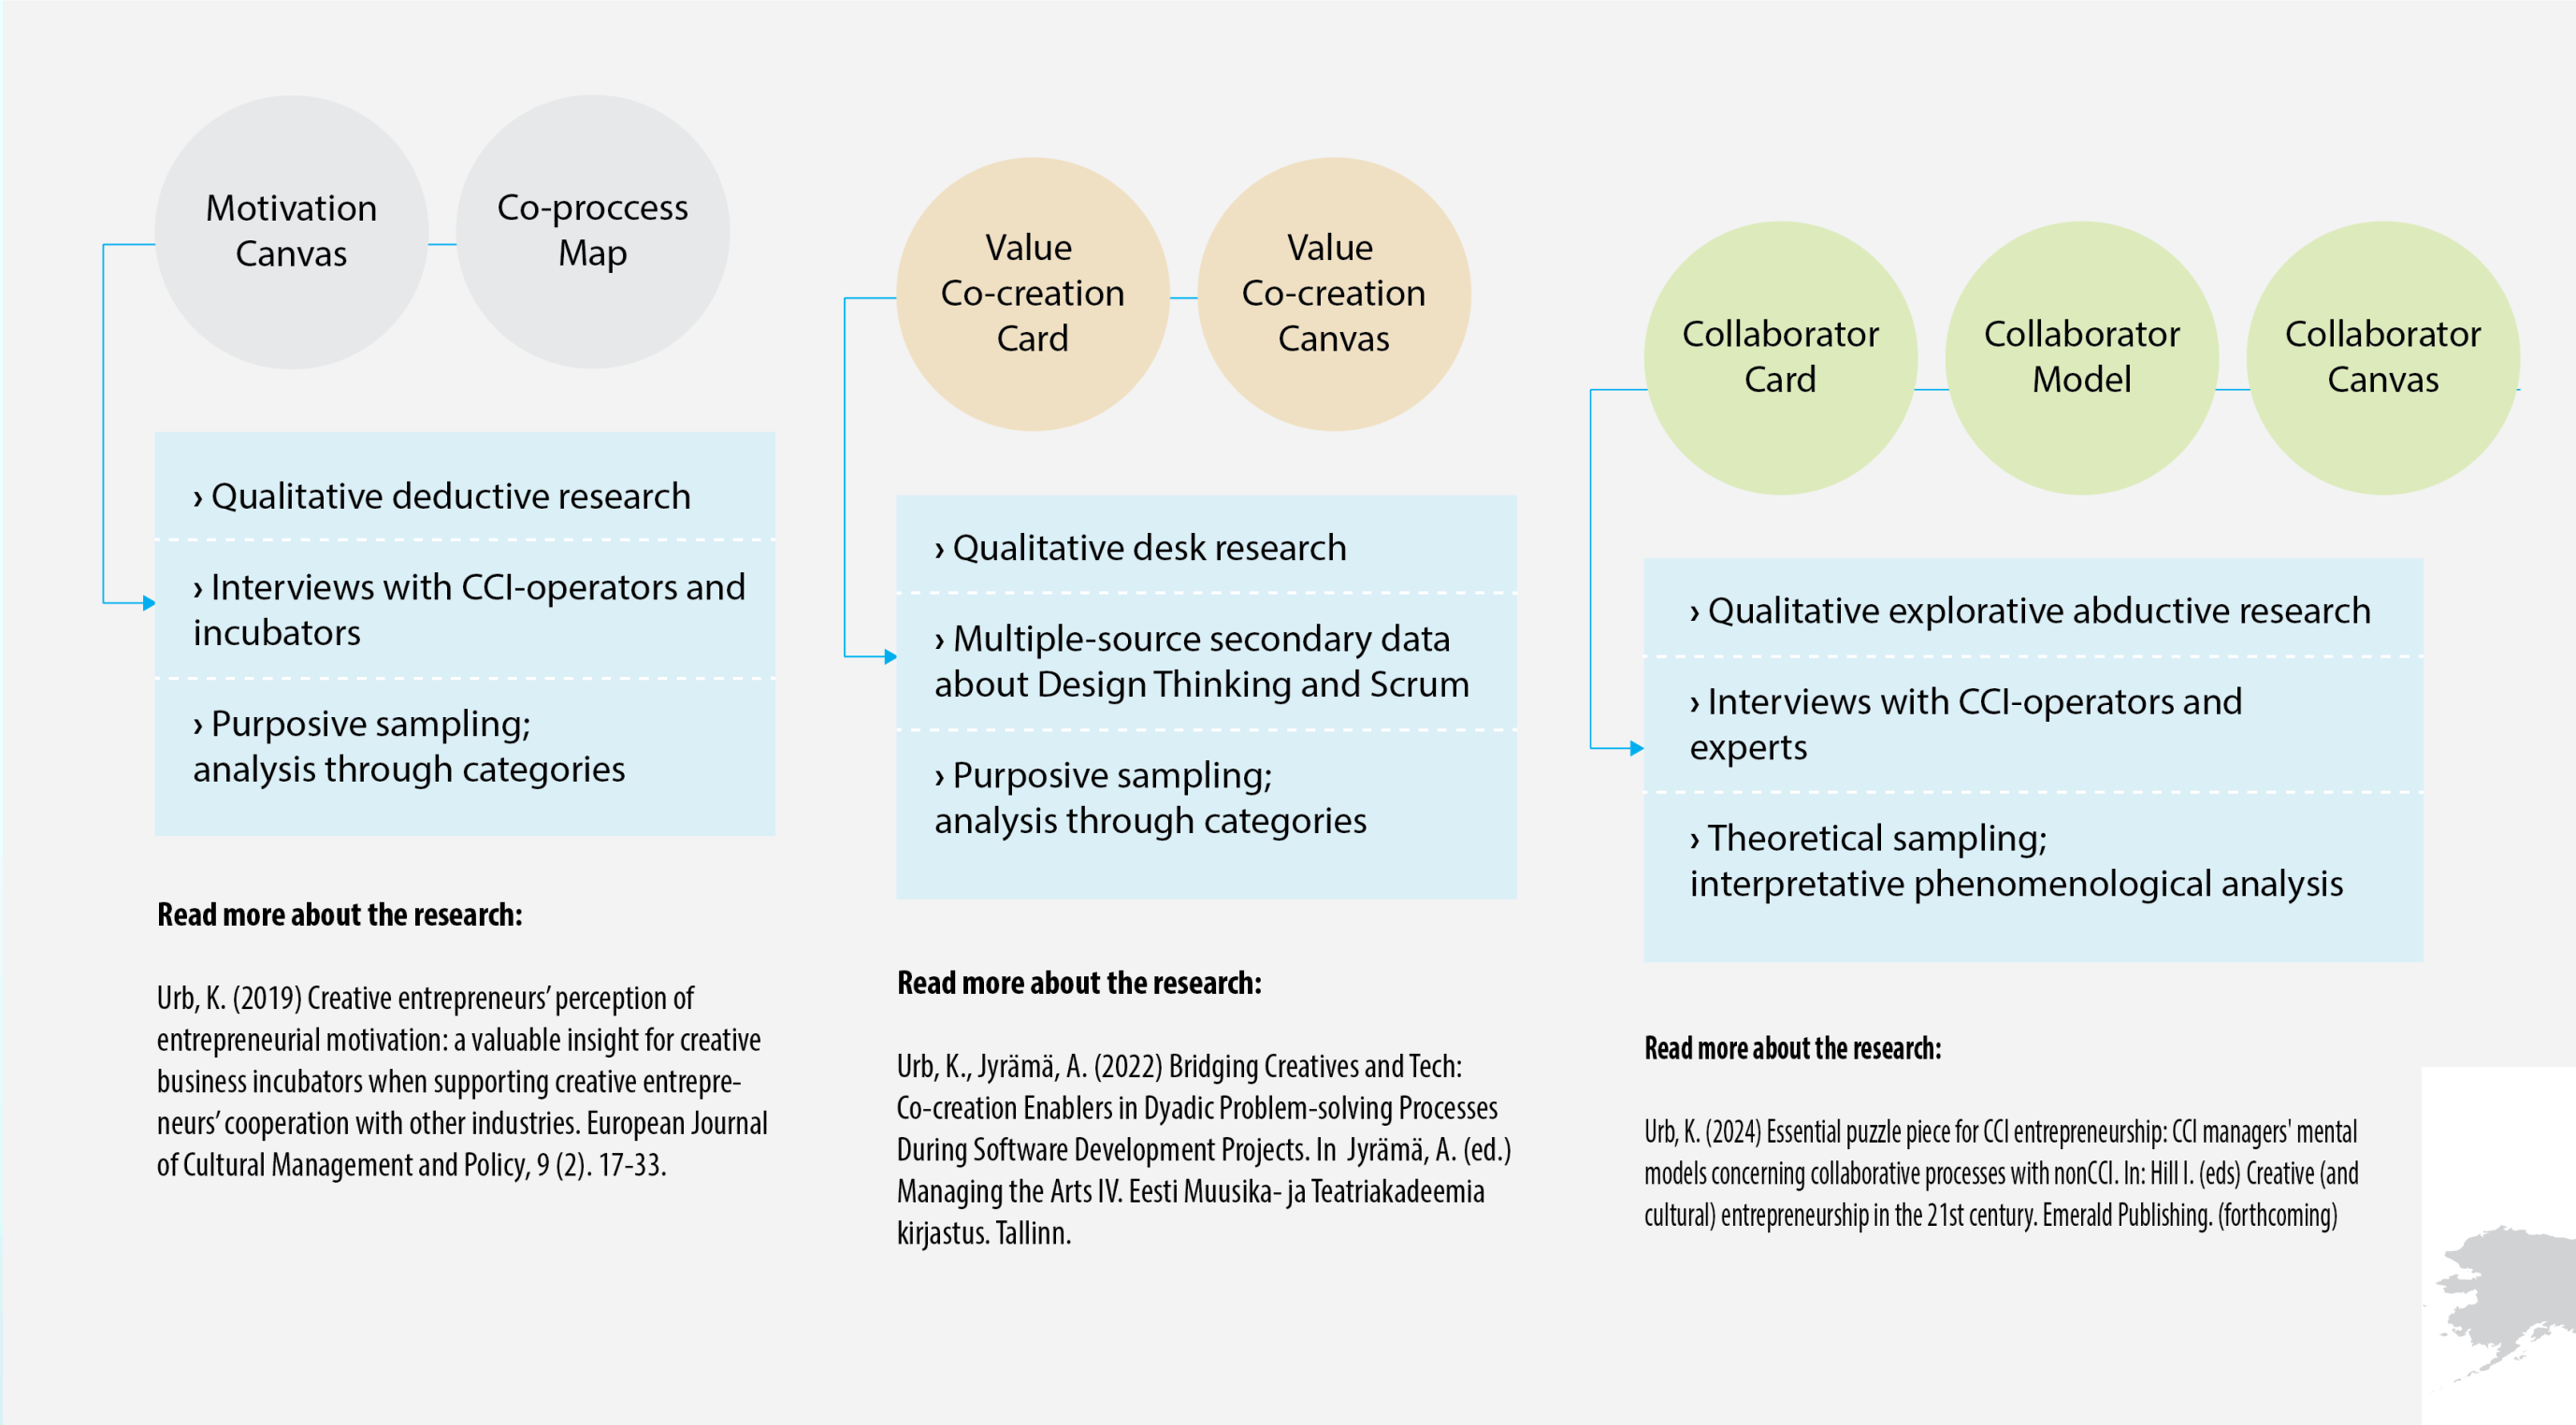 Motivation
Canvas
Co-proccess
Map
› Qualitative deductive research
› Interviews with CCI-operators and
incubators
› Purposive sampling;
analysis through categories
Read more about the research:
Urb, K. (2019) Creative entrepreneurs’ perception of
entrepreneurial motivation: a valuable insight for creative
business incubators when supporting creative entrepre-
neurs’ cooperation with other industries. European Journal
of Cultural Management and Policy, 9 (2). 17-33.
Value
Co-creation
Card
Value
Co-creation
Canvas
› Qualitative desk research
› Multiple-source secondary data
about Design Thinking and Scrum
› Purposive sampling;
analysis through categories
Read more about the research:
Urb, K., Jyrämä, A. (2022) Bridging Creatives and Tech:
Co-creation Enablers in Dyadic Problem-solving Processes
During Software Development Projects. In  Jyrämä, A. (ed.)
Managing the Arts IV. Eesti Muusika- ja Teatriakadeemia
kirjastus. Tallinn.
Collaborator
Card
Collaborator
Model
Collaborator
Canvas
› Qualitative explorative abductive research
› Interviews with CCI-operators and
experts
› Theoretical sampling;
interpretative phenomenological analysis
Read more about the research:
Urb, K. (2024) Essential puzzle piece for CCI entrepreneurship: CCI managers' mental
models concerning collaborative processes with nonCCI. In: Hill I. (eds) Creative (and
cultural) entrepreneurship in the 21st century. Emerald Publishing. (forthcoming)